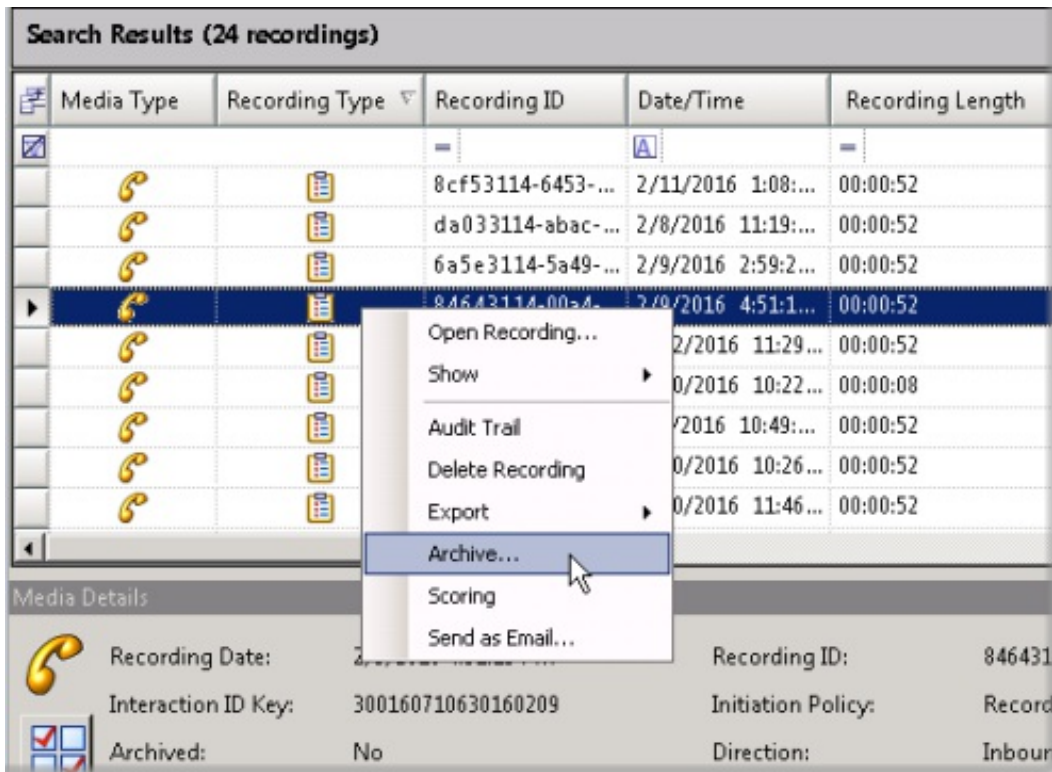 Search Results (24 recordings)
Media Type Recording Type Recording ID Date/Time Recording Length
= A =
8cf53114-6453-... 2/11/2016 1:08:... 00:00:52
da033114-abac-... 2/8/2016 11:19:... 00:00:52
6a5e3114-5a49-... 2/9/2016 2:59:2... 00:00:52
84643114-00a4- 2/9/2016 4:51:1... 00:00:52
Open Recording...
2/2016 11:29... 00:00:52
Show
0/2016 10:22... 00:00:08
Audit Trail
/2016 10:49:... 00:00:52
Delete Recording
0/2016 10:26... 00:00:52
Export
0/2016 11:46... 00:00:52
Archive...
Scoring
Send as Email...
Media Details
Recording Date: Recording ID: 846431
Interaction ID Key: 300160710630160209 Initiation Policy: Record
Archived: No Direction: Inbour